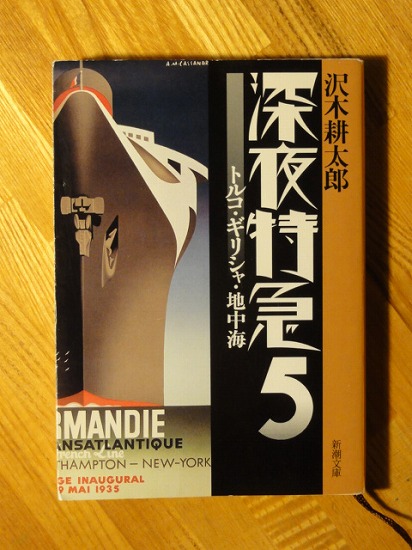 A.M.CASSANDR
沢木耕太郎
深夜特急5
トルコ・ギリシャ・地中海
RMANDIE
ANSATLANTIQUE
French Line
THAMPTON — NEW-YORK
GE INAUGURAL
9 MAI 1935
新潮文庫